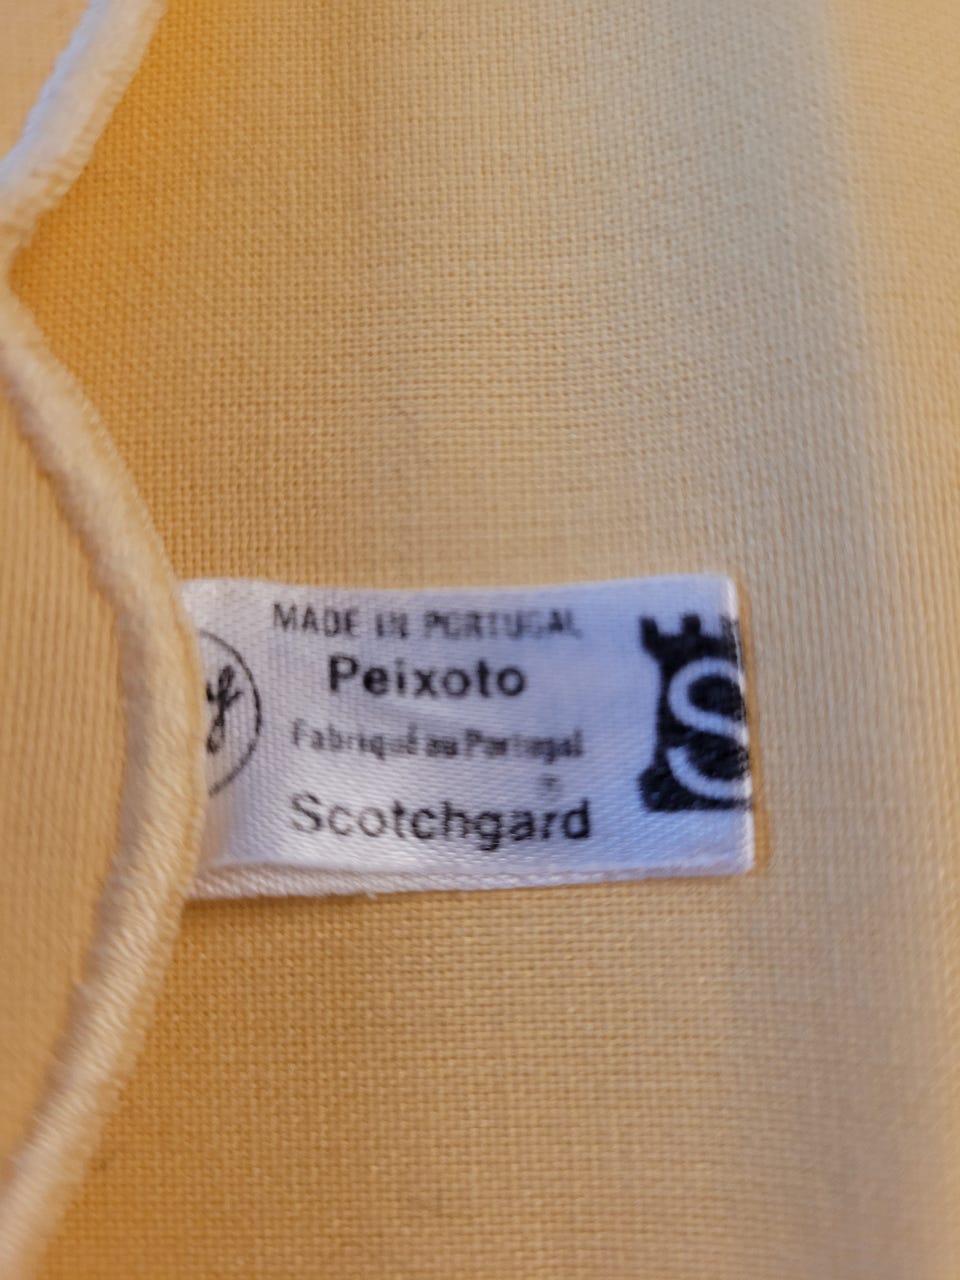 MADE IN PORTUGAL
Peixoto
Fabriqué au Portugal
Scotchgard
S